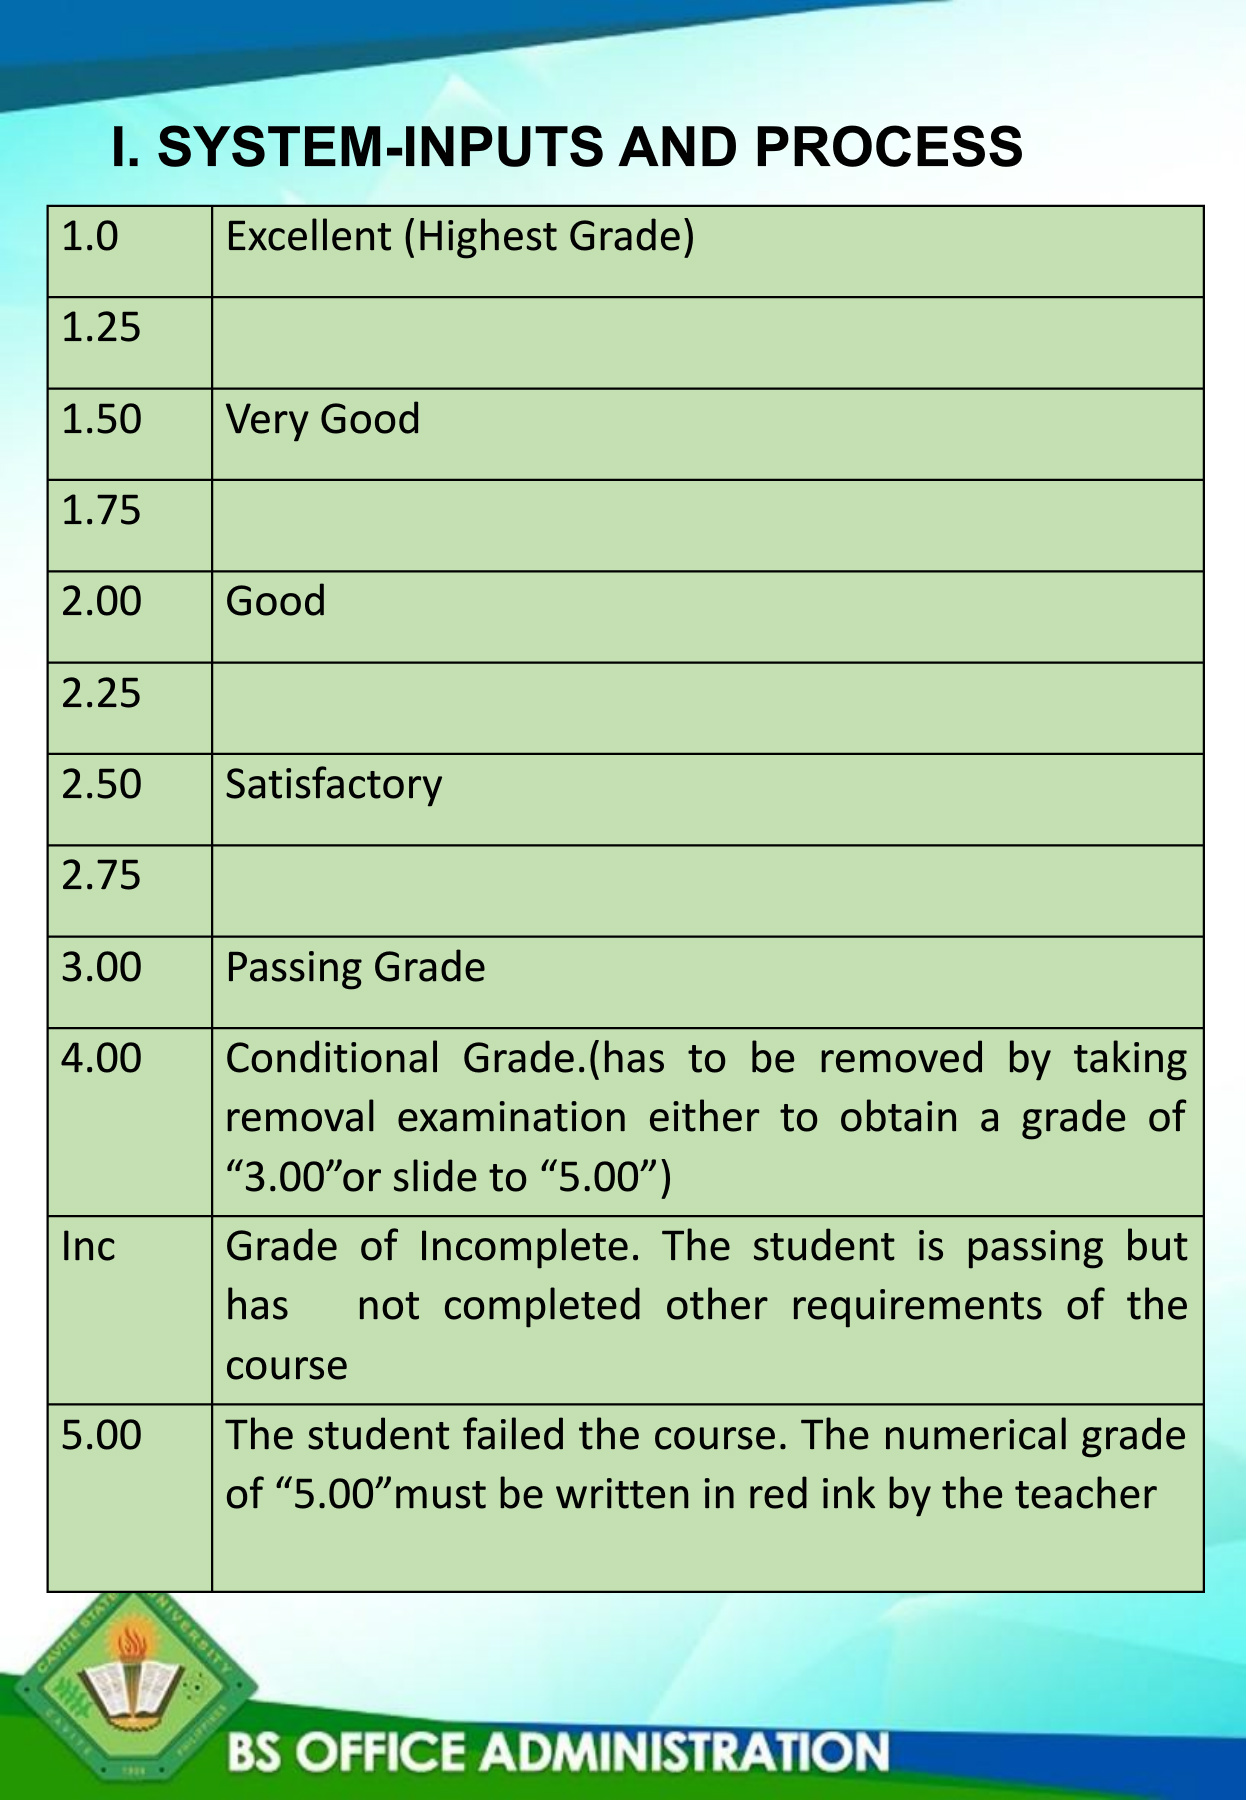 I. SYSTEM-INPUTS AND PROCESS
1.0 Excellent (Highest Grade)
1.25
1.50 Very Good
1.75
2.00 Good
2.25
2.50 Satisfactory
2.75
3.00 Passing Grade
4.00 Conditional Grade.(has to be removed by taking
removal examination either to obtain a grade of
“3.00”or slide to “5.00”)
Inc Grade of Incomplete. The student is passing but
has not completed other requirements of the
course
5.00 The student failed the course. The numerical grade
of “5.00”must be written in red ink by the teacher
CAVITE STATE UNIVERSITY
CAVITE PHILIPPINES
1906
BS OFFICE ADMINISTRATION